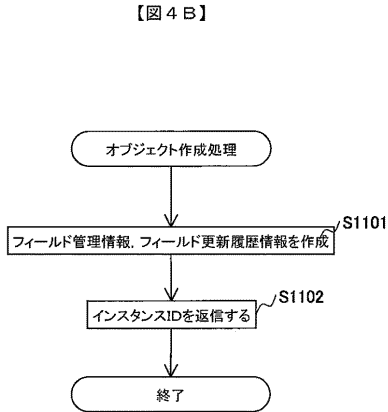 【図４Ｂ】
オブジェクト作成処理
フィールド管理情報，フィールド更新履歴情報を作成
S1101
インスタンスIDを返信する
S1102
終了